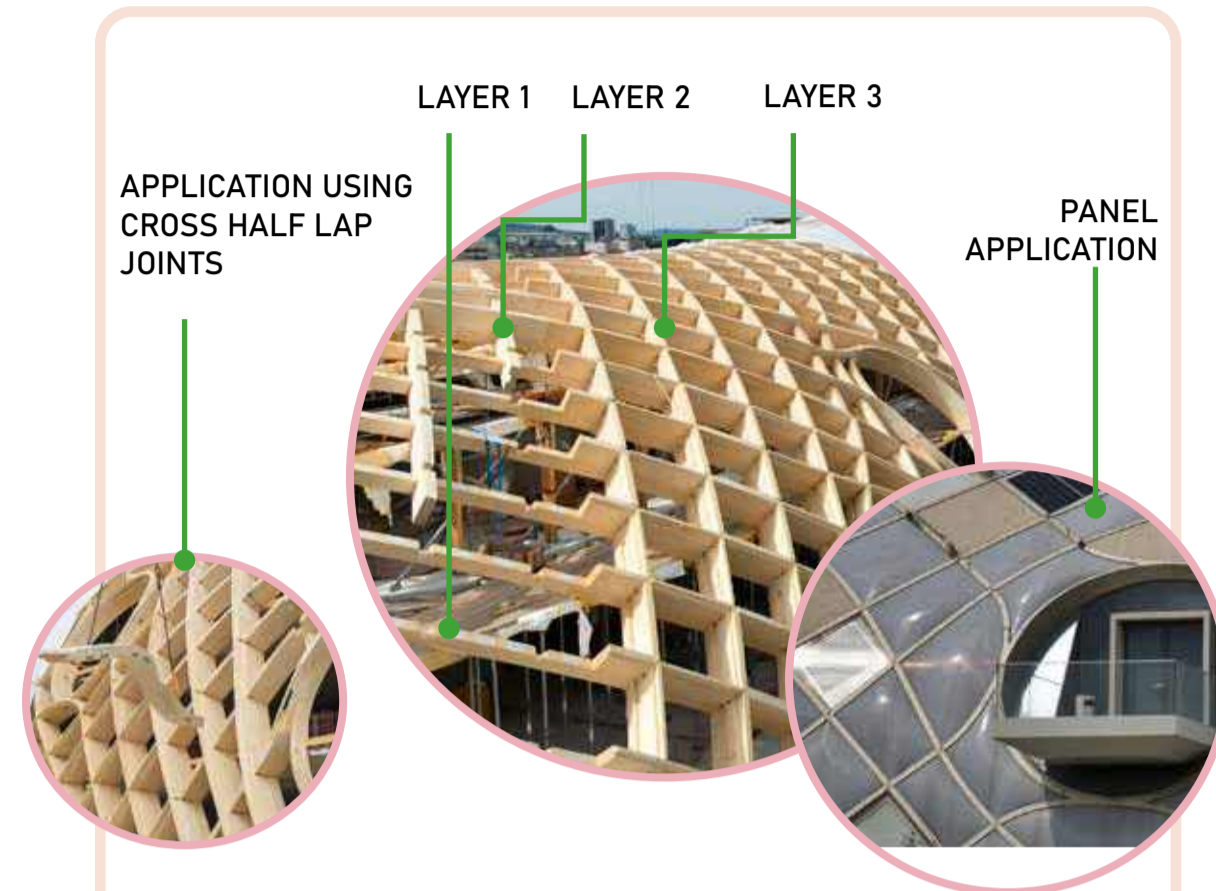 LAYER 1
LAYER 2
LAYER 3
APPLICATION USING
CROSS HALF LAP
JOINTS
PANEL
APPLICATION